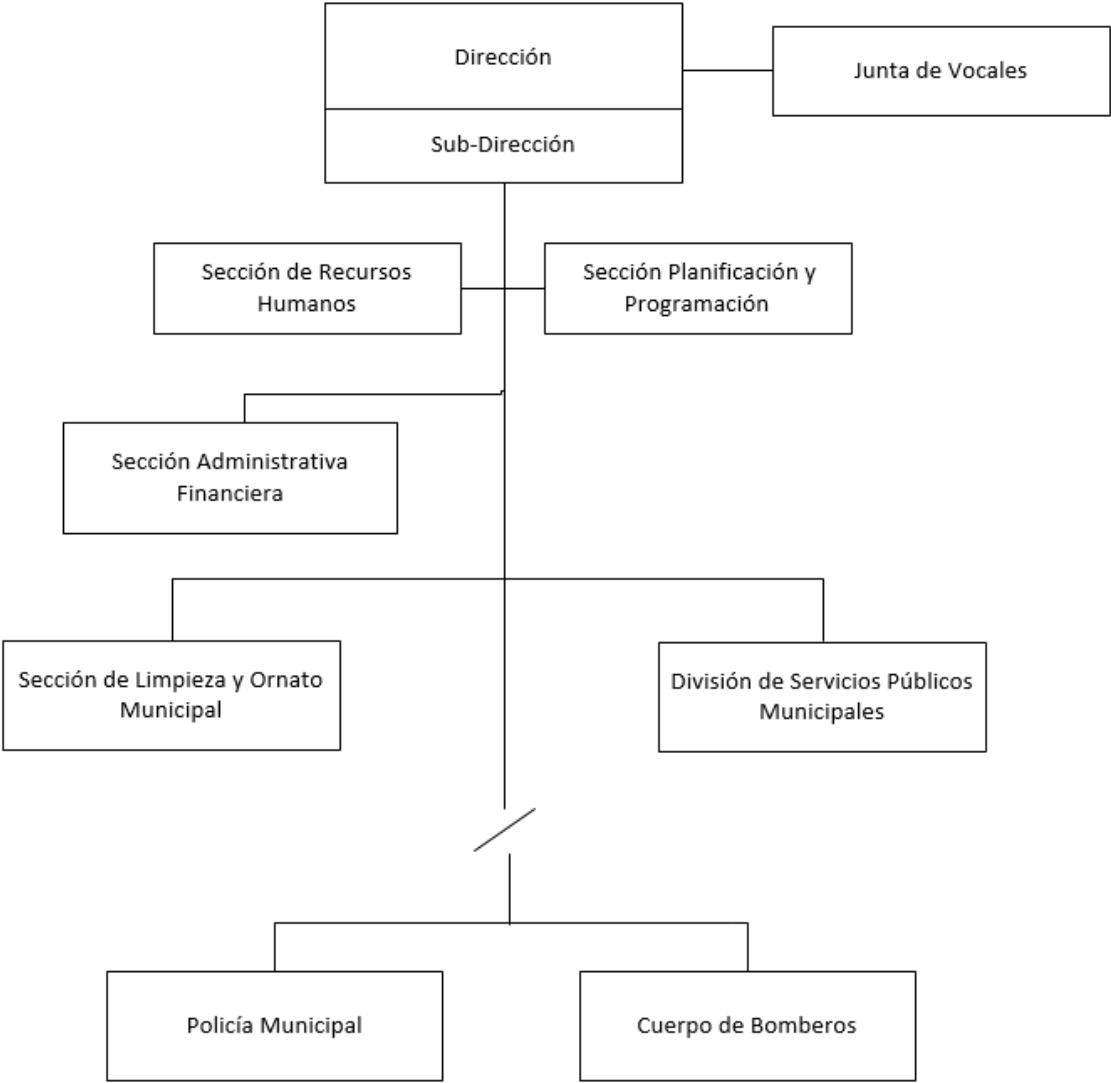 Dirección
Junta de Vocales
Sub-Dirección
Sección de Recursos
Humanos
Sección Planificación y
Programación
Sección Administrativa
Financiera
Sección de Limpieza y Ornato
Municipal
División de Servicios Públicos
Municipales
Policía Municipal
Cuerpo de Bomberos